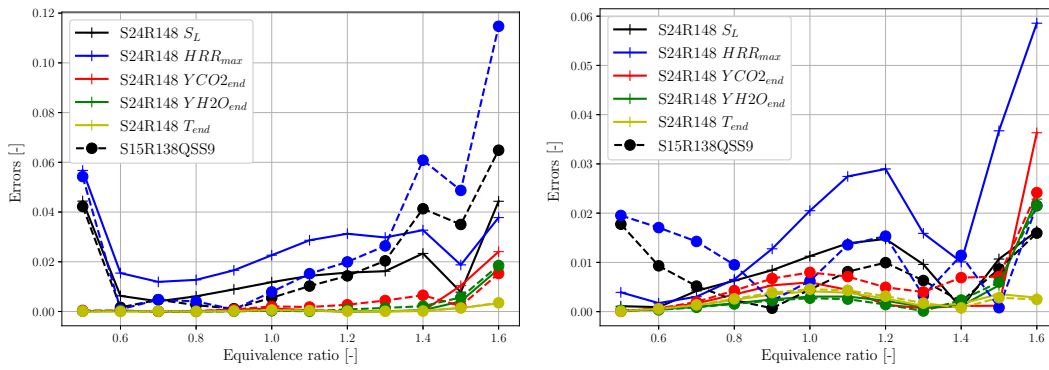 S24R148 S_L
S24R148 HRR_max
S24R148 YCO2_end
S24R148 YH2O_end
S24R148 T_end
S15R138QSS9
0.12
0.10
0.08
0.06
0.04
0.02
0.00
Errors [-]
0.6 0.8 1.0 1.2 1.4 1.6
Equivalence ratio [-]
S24R148 S_L
S24R148 HRR_max
S24R148 YCO2_end
S24R148 YH2O_end
S24R148 T_end
S15R138QSS9
0.06
0.05
0.04
0.03
0.02
0.01
0.00
Errors [-]
0.6 0.8 1.0 1.2 1.4 1.6
Equivalence ratio [-]